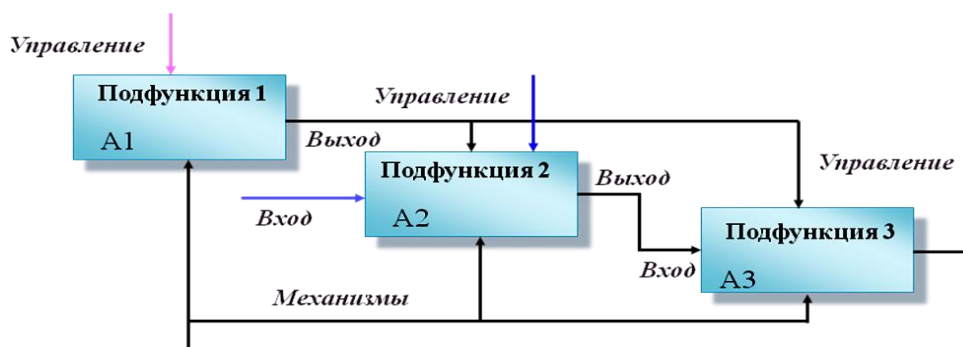 Управление
Подфункция 1
А1
Управление
Выход
Подфункция 2
А2
Вход
Выход
Управление
Подфункция 3
А3
Вход
Механизмы